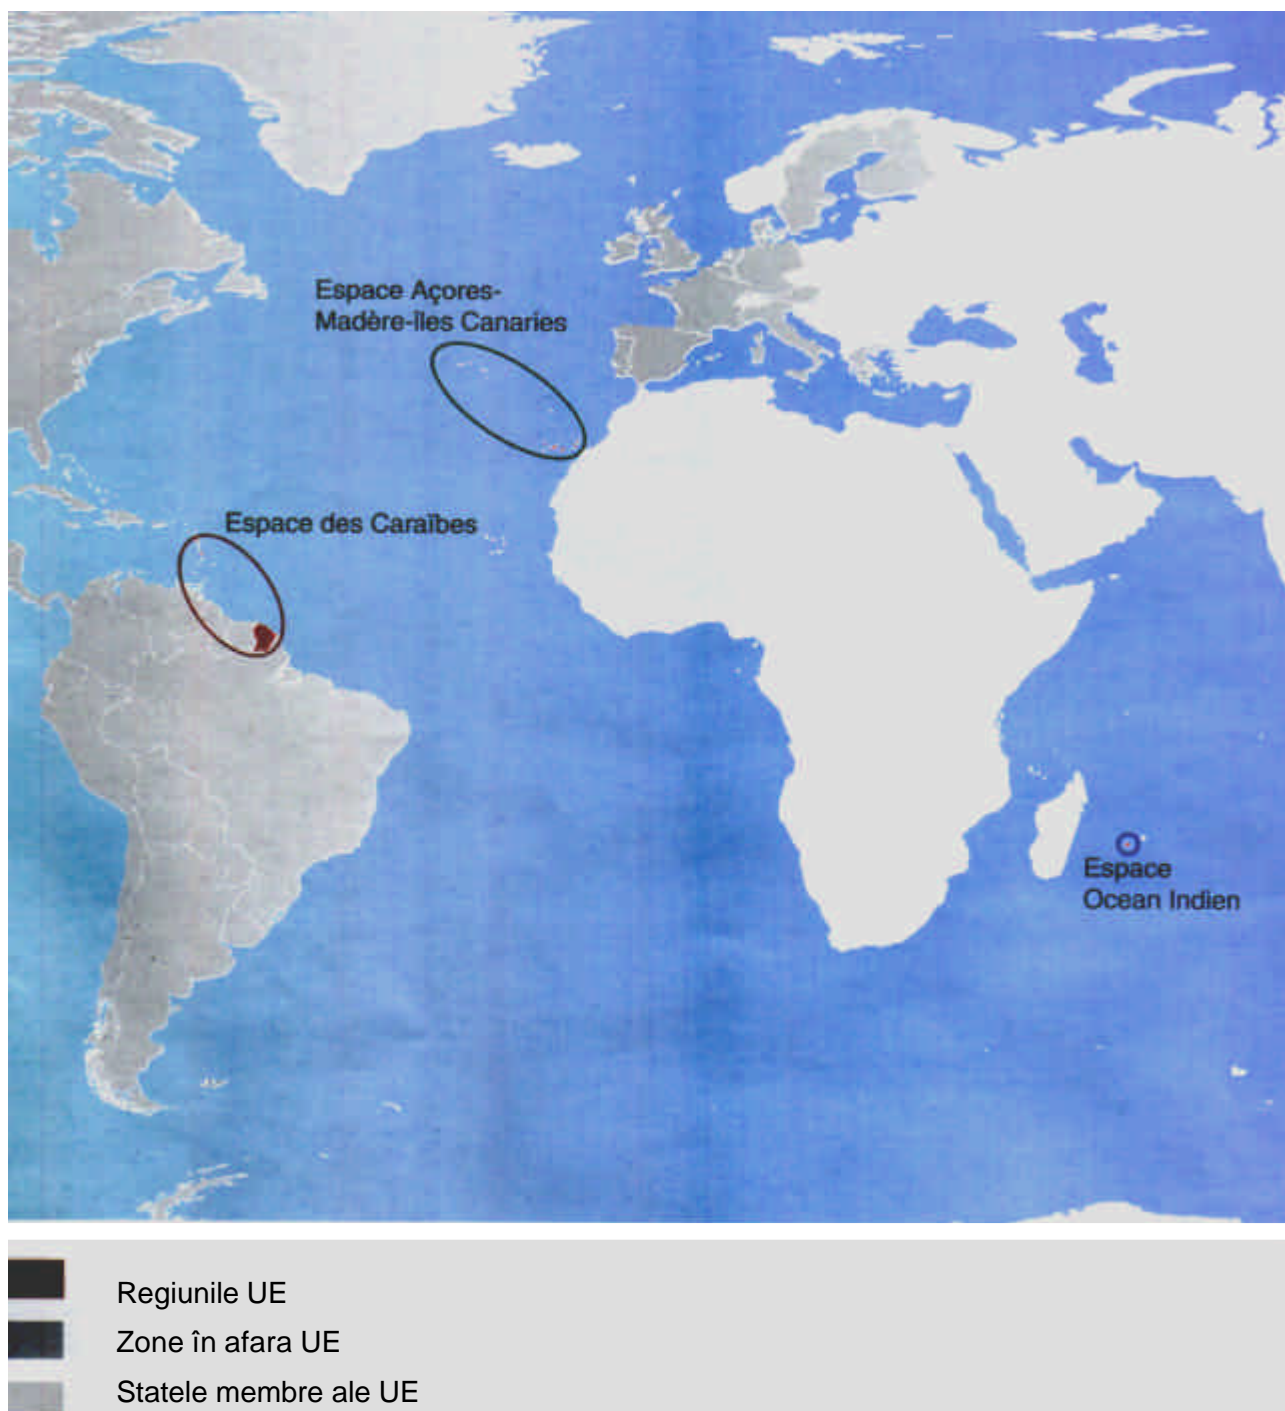 Espace Açores-
Madère-îles Canaries
Espace des Caraïbes
Espace
Ocean Indien
Regiunile UE
Zone în afara UE
Statele membre ale UE